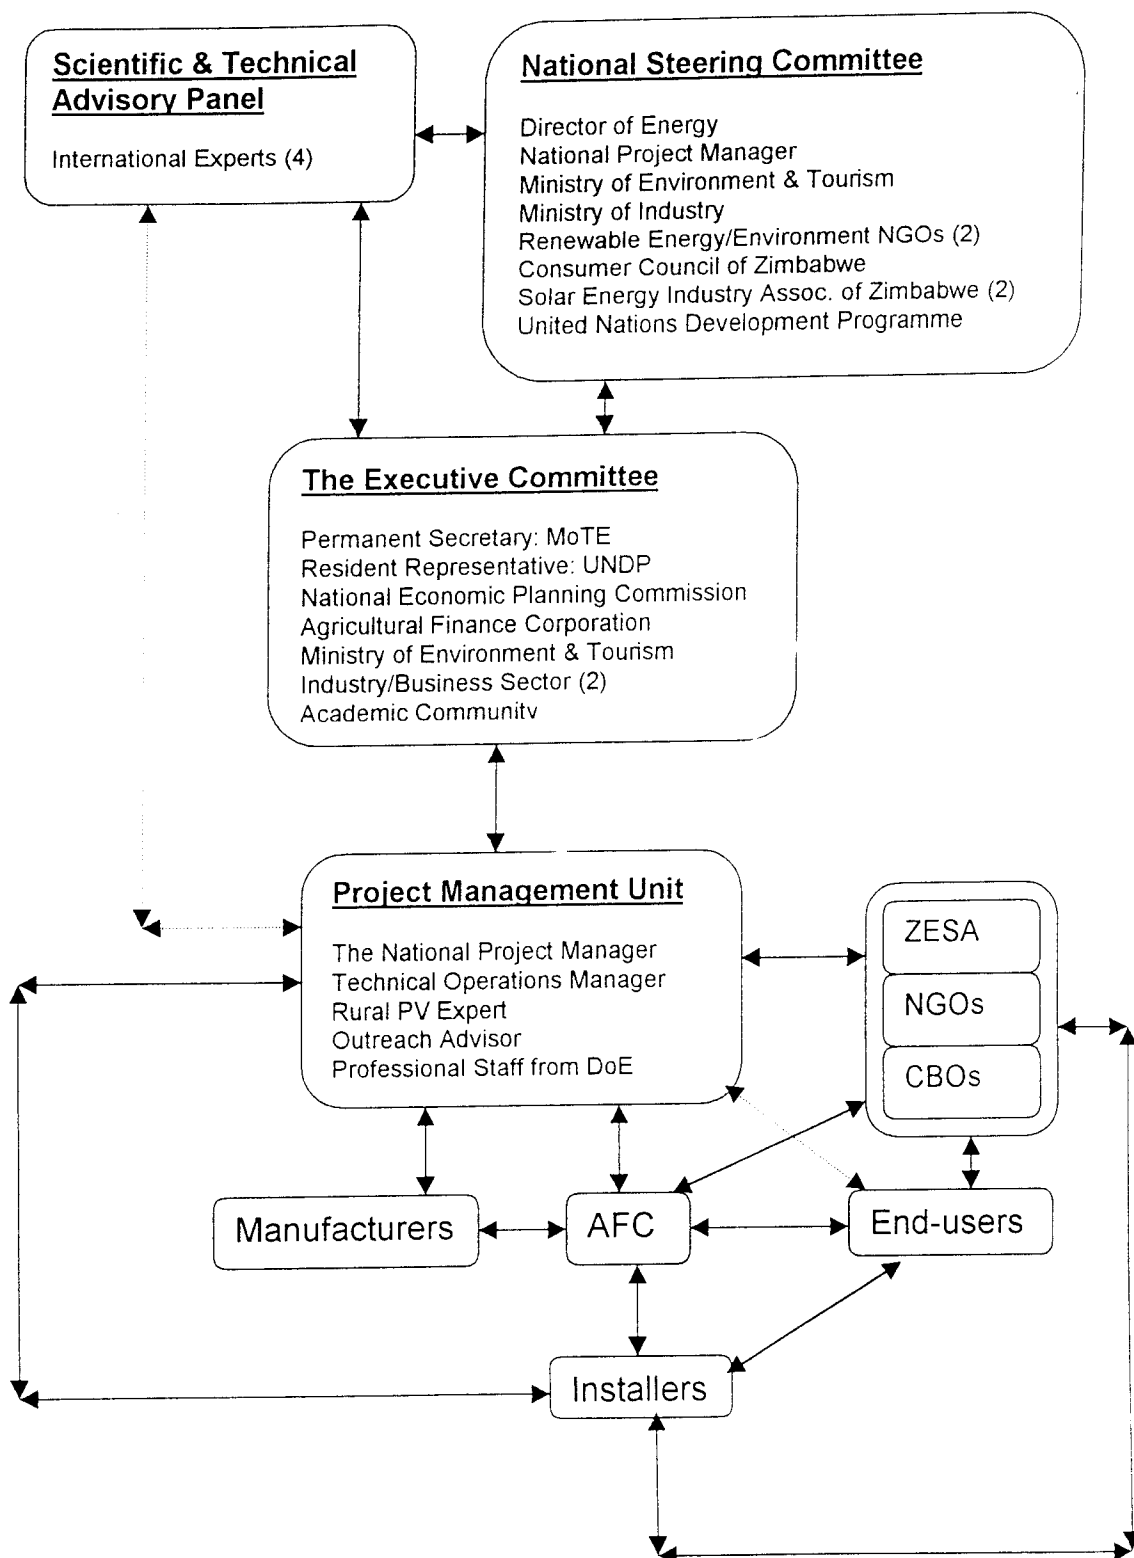 Scientific & Technical
Advisory Panel
International Experts (4)
National Steering Committee
Director of Energy
National Project Manager
Ministry of Environment & Tourism
Ministry of Industry
Renewable Energy/Environment NGOs (2)
Consumer Council of Zimbabwe
Solar Energy Industry Assoc. of Zimbabwe (2)
United Nations Development Programme
The Executive Committee
Permanent Secretary: MoTE
Resident Representative: UNDP
National Economic Planning Commission
Agricultural Finance Corporation
Ministry of Environment & Tourism
Industry/Business Sector (2)
Academic Community
Project Management Unit
The National Project Manager
Technical Operations Manager
Rural PV Expert
Outreach Advisor
Professional Staff from DoE
ZESA
NGOs
CBOs
Manufacturers
AFC
End-users
Installers